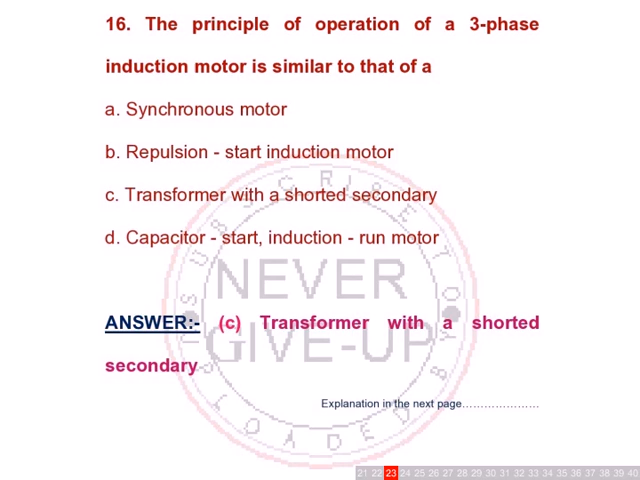 16. The principle of operation of a 3-phase
induction motor is similar to that of a
a. Synchronous motor
b. Repulsion - start induction motor
c. Transformer with a shorted secondary
d. Capacitor - start, induction - run motor
SUBSCRIBE TODAY
NEVER
GIVE-UP
ANSWER:- (c) Transformer with a shorted
secondary
Explanation in the next page…………………
21 22 23 24 25 26 27 28 29 30 31 32 33 34 35 36 37 38 39 40